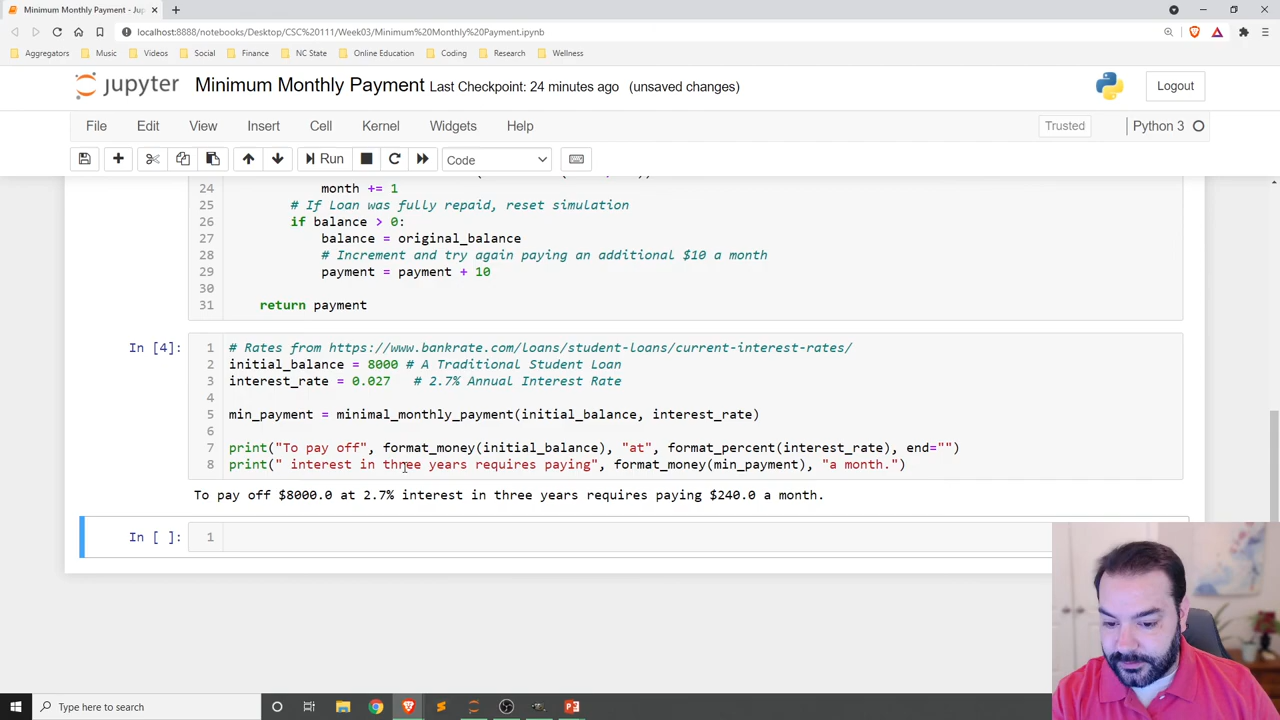 Minimum Monthly Payment - Jup
localhost:8888/notebooks/Desktop/CSC%20111/Week03/Minimum%20Monthly%20Payment.ipynb
Aggregators Music Videos Social Finance NC State Online Education Coding Research Wellness
jupyter Minimum Monthly Payment Last Checkpoint: 24 minutes ago (unsaved changes) Logout
File Edit View Insert Cell Kernel Widgets Help Trusted Python 3
Run Code
24 month += 1
25 # If Loan was fully repaid, reset simulation
26 if balance > 0:
27 balance = original_balance
28 # Increment and try again paying an additional $10 a month
29 payment = payment + 10
30
31 return payment
In [4]: 1 # Rates from https://www.bankrate.com/loans/student-loans/current-interest-rates/
2 initial_balance = 8000 # A Traditional Student Loan
3 interest_rate = 0.027 # 2.7% Annual Interest Rate
4
5 min_payment = minimal_monthly_payment(initial_balance, interest_rate)
6
7 print("To pay off", format_money(initial_balance), "at", format_percent(interest_rate), end="")
8 print(" interest in three years requires paying", format_money(min_payment), "a month.")
To pay off $8000.0 at 2.7% interest in three years requires paying $240.0 a month.
In [ ]: 1
Type here to search